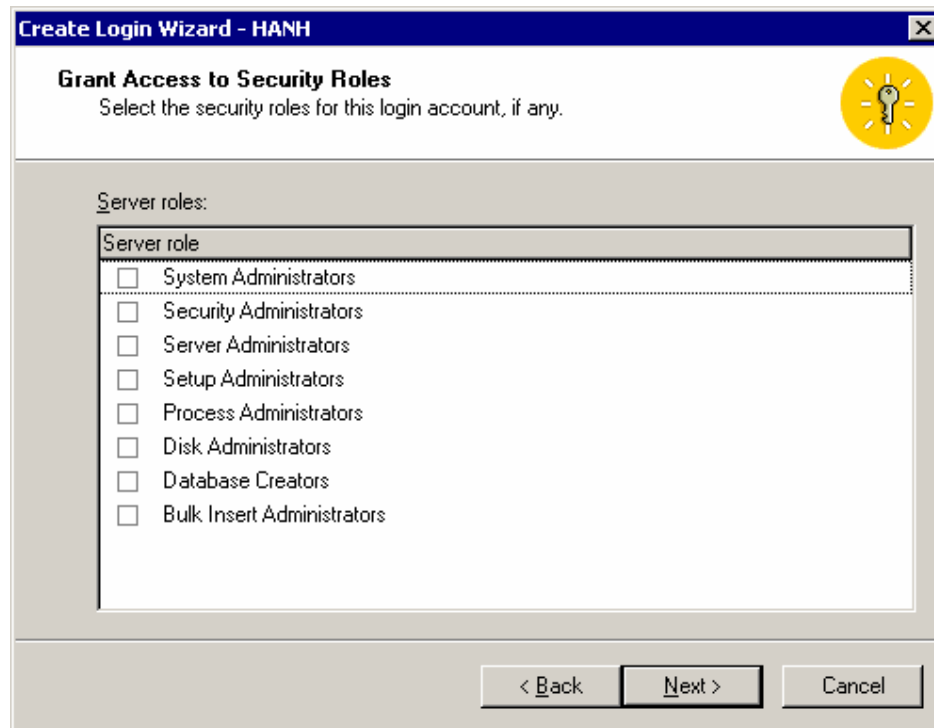 Create Login Wizard - HANH
Grant Access to Security Roles
Select the security roles for this login account, if any.
Server roles:
Server role
System Administrators
Security Administrators
Server Administrators
Setup Administrators
Process Administrators
Disk Administrators
Database Creators
Bulk Insert Administrators
< Back Next > Cancel